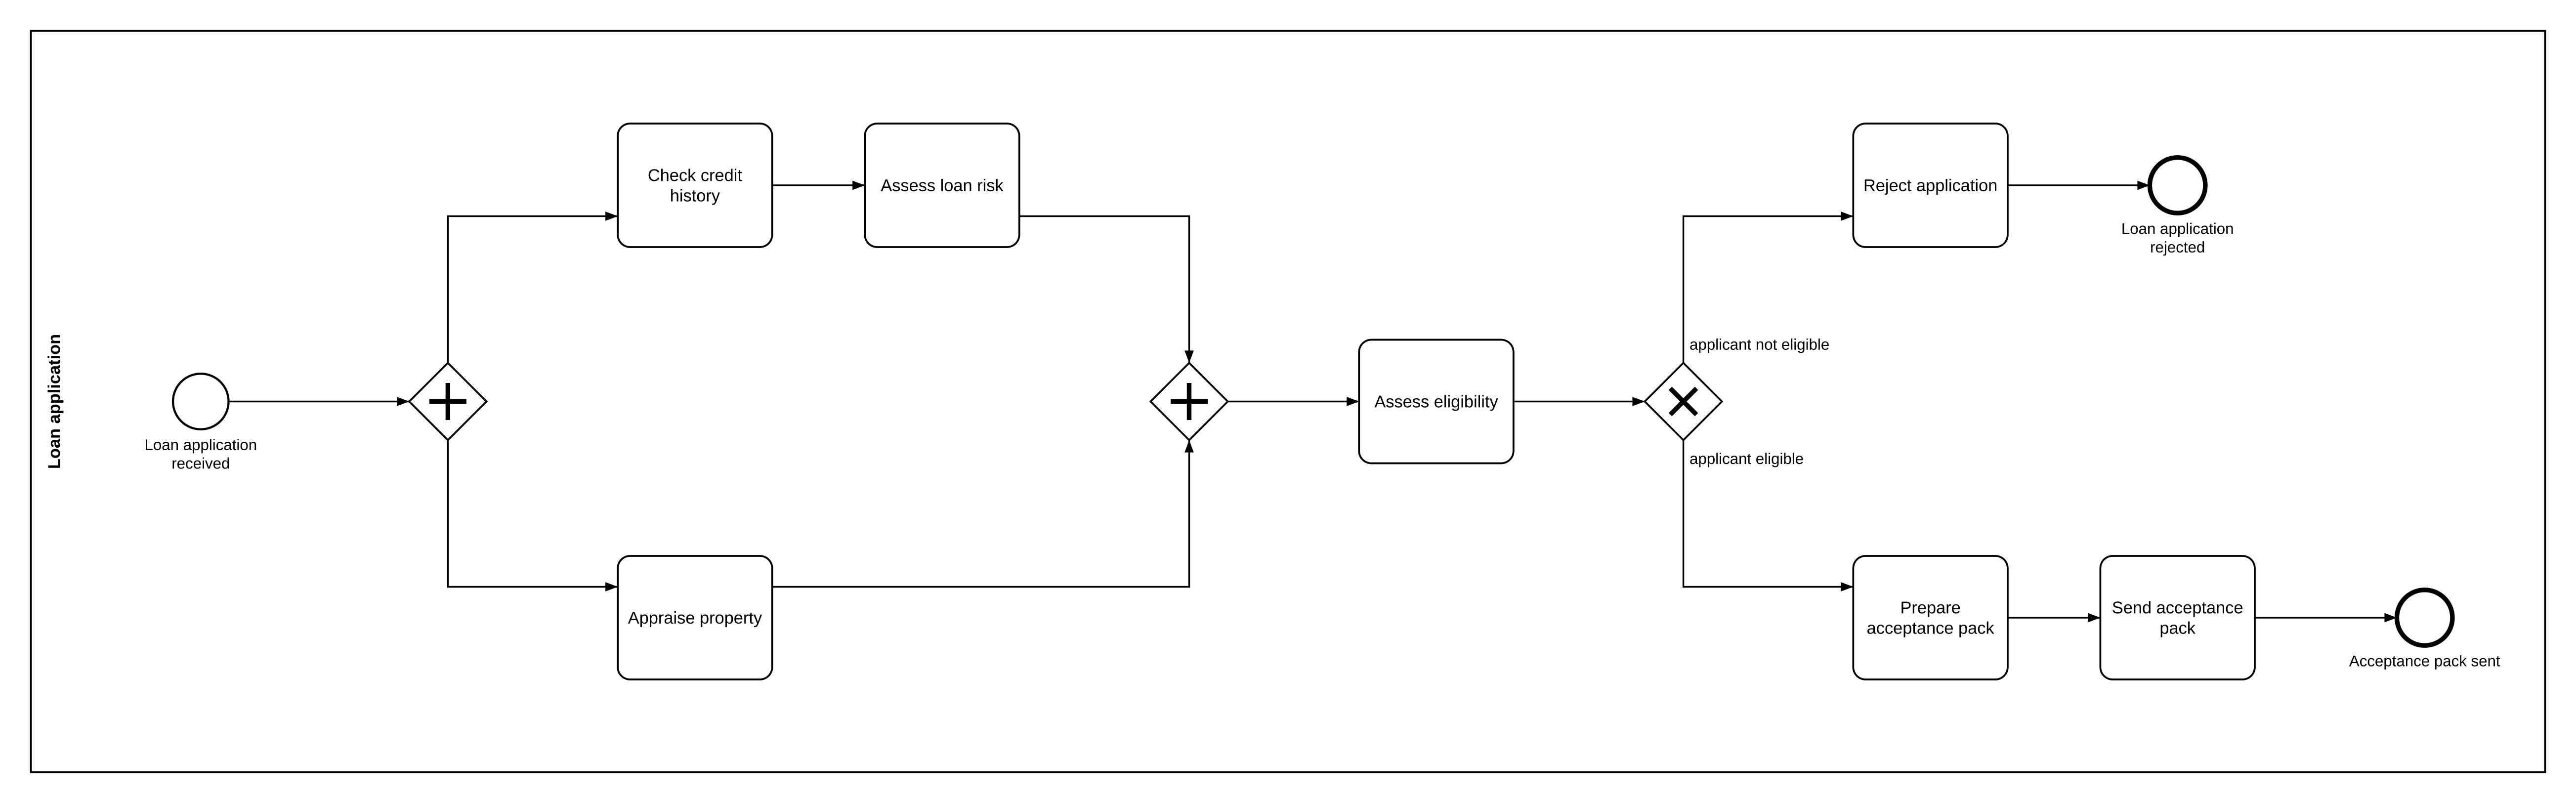 Loan application
Loan application
received
Check credit
history
Assess loan risk
Appraise property
Assess eligibility
applicant not eligible
applicant eligible
Reject application
Loan application
rejected
Prepare
acceptance pack
Send acceptance
pack
Acceptance pack sent